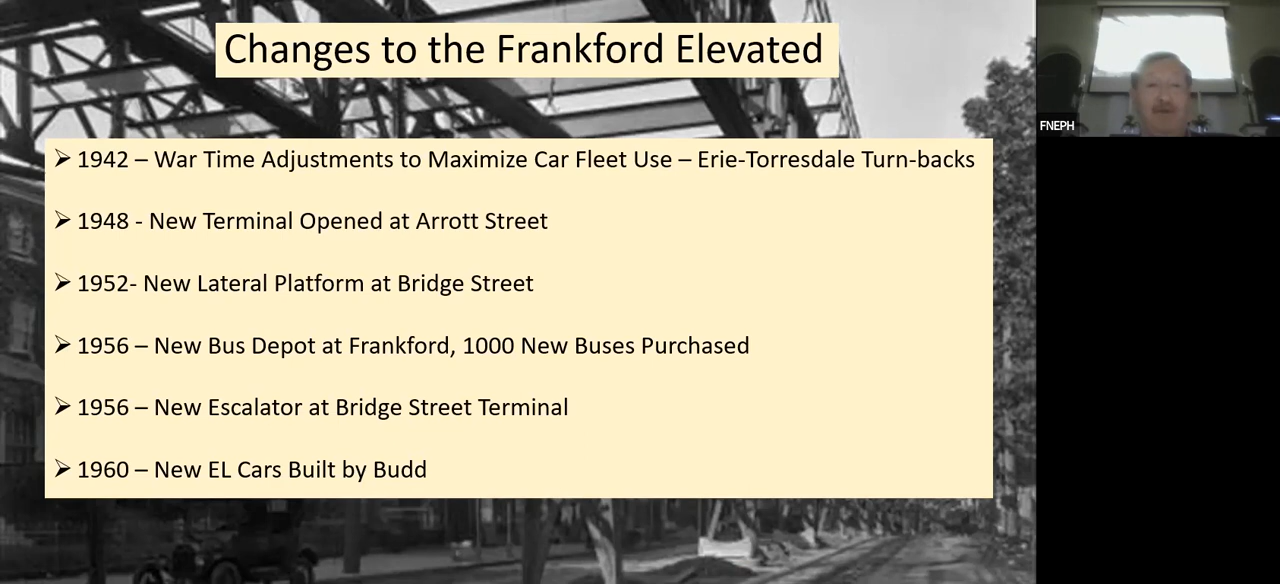 Changes to the Frankford Elevated
FNEPH
➢ 1942 – War Time Adjustments to Maximize Car Fleet Use – Erie-Torresdale Turn-backs
➢ 1948 - New Terminal Opened at Arrott Street
➢ 1952- New Lateral Platform at Bridge Street
➢ 1956 – New Bus Depot at Frankford, 1000 New Buses Purchased
➢ 1956 – New Escalator at Bridge Street Terminal
➢ 1960 – New EL Cars Built by Budd